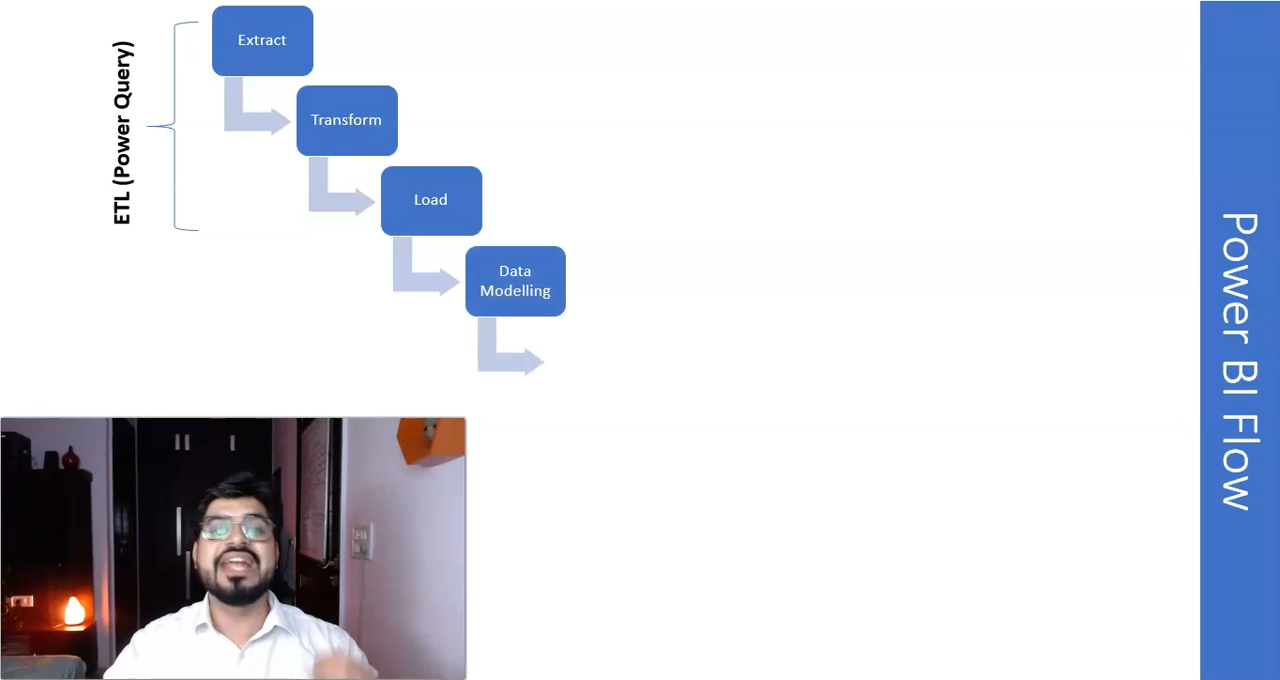 ETL (Power Query)
Extract
Transform
Load
Data
Modelling
Power BI Flow